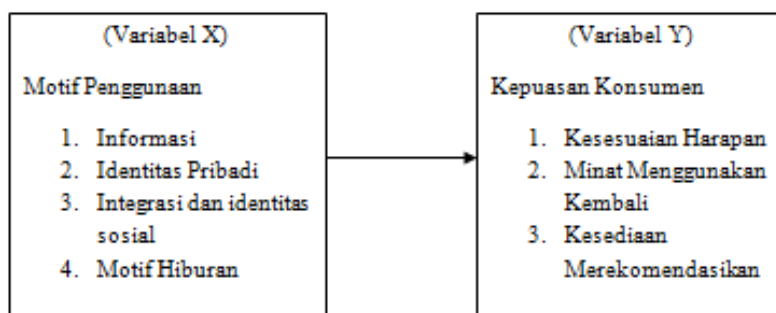 (Variabel X)
Motif Penggunaan
1. Informasi
2. Identitas Pribadi
3. Integrasi dan identitas
sosial
4. Motif Hiburan
(Variabel Y)
Kepuasan Konsumen
1. Kesesuaian Harapan
2. Minat Menggunakan
Kembali
3. Kesediaan
Merekomendasikan